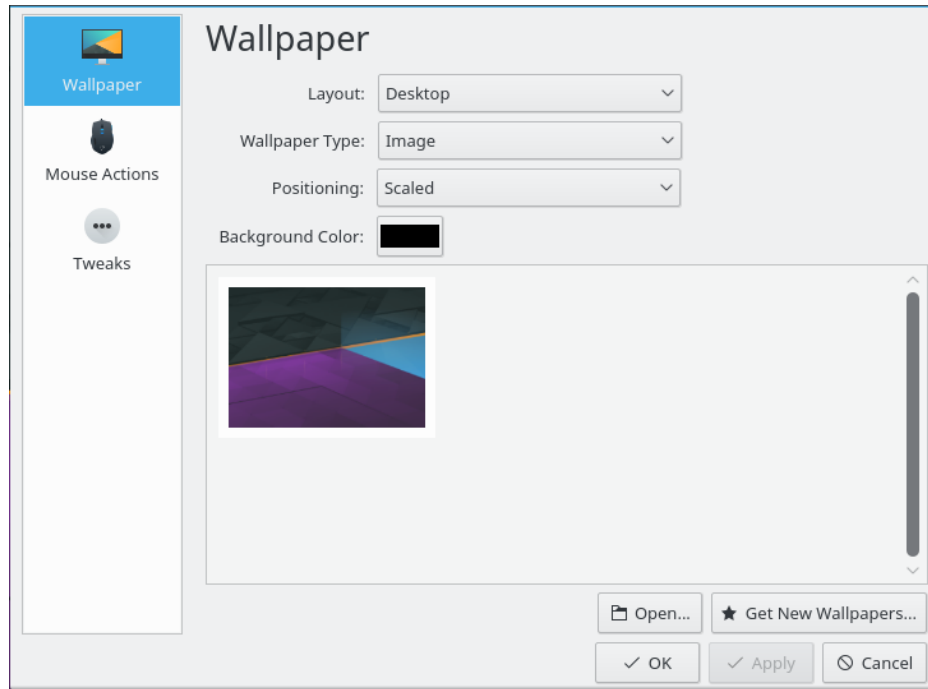 Wallpaper
Mouse Actions
Tweaks
Wallpaper
Layout: Desktop
Wallpaper Type: Image
Positioning: Scaled
Background Color:
Open...
Get New Wallpapers...
OK
Apply
Cancel